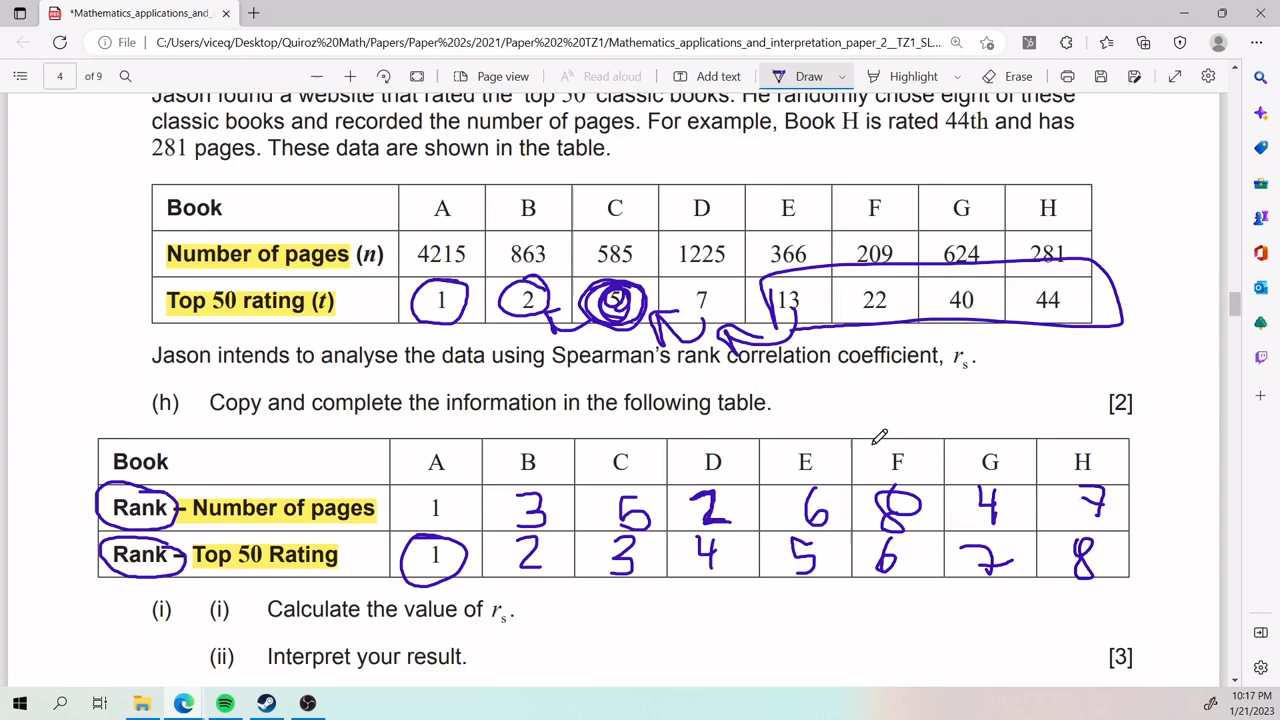 *Mathematics_applications_and_
File C:/Users/viceq/Desktop/Quiroz%20Math/Papers/Paper%202s/2021/Paper%202%20TZ1/Mathematics_applications_and_interpretation_paper_2__TZ1_SL...
4 of 9 Page view Read aloud Add text Draw Highlight Erase
Jason found a website that rated the "top 50" classic books. He randomly chose eight of these
classic books and recorded the number of pages. For example, Book H is rated 44th and has
281 pages. These data are shown in the table.
Book A B C D E F G H
Number of pages (n) 4215 863 585 1225 366 209 624 281
Top 50 rating (t) 1 2 5 7 13 22 40 44
Jason intends to analyse the data using Spearman's rank correlation coefficient, rs.
(h) Copy and complete the information in the following table. [2]
Book A B C D E F G H
Rank – Number of pages 1 3 5 2 6 8 4 7
Rank – Top 50 Rating 1 2 3 4 5 6 7 8
(i) (i) Calculate the value of rs.
(ii) Interpret your result. [3]
10:17 PM
1/21/2023